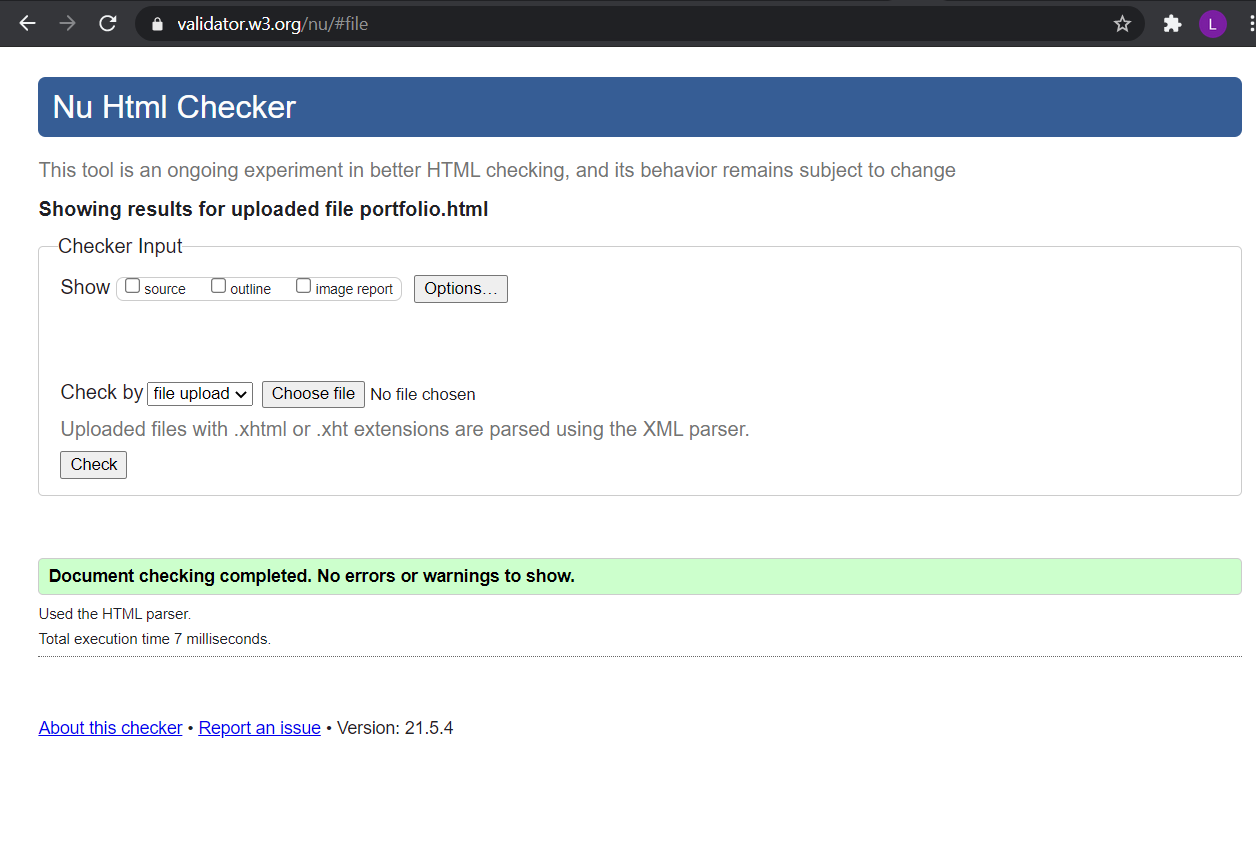 validator.w3.org/nu/#file
L
Nu Html Checker
This tool is an ongoing experiment in better HTML checking, and its behavior remains subject to change
Showing results for uploaded file portfolio.html
Checker Input
Show source outline image report Options...
Check by file upload Choose file No file chosen
Uploaded files with .xhtml or .xht extensions are parsed using the XML parser.
Check
Document checking completed. No errors or warnings to show.
Used the HTML parser.
Total execution time 7 milliseconds.
About this checker • Report an issue • Version: 21.5.4